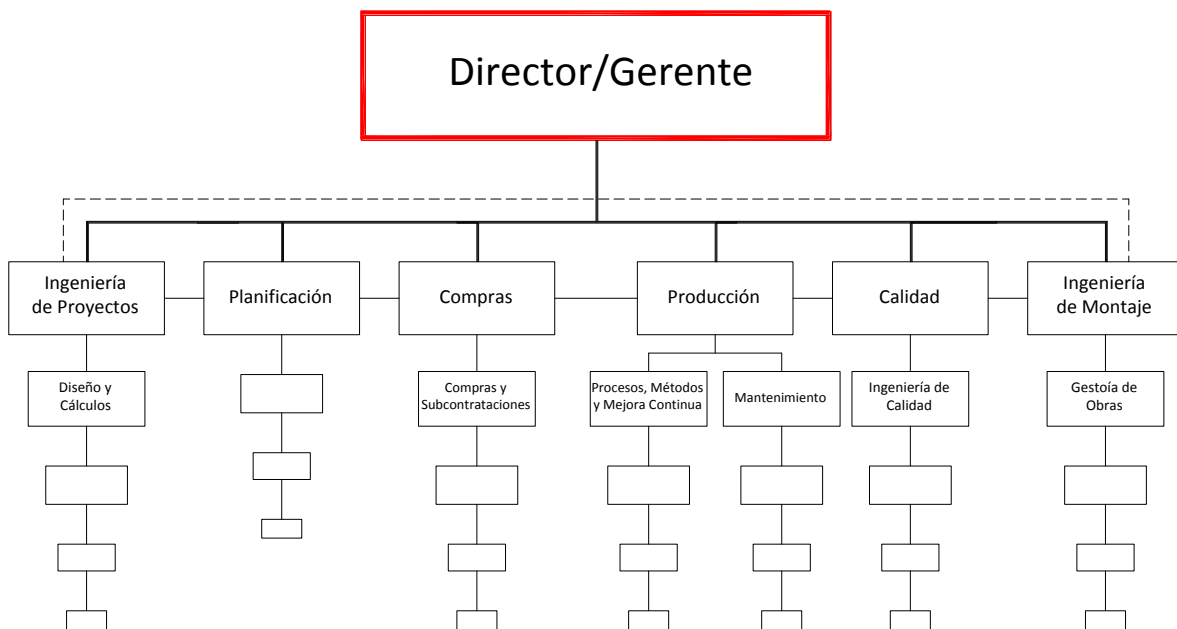 Director/Gerente
Ingeniería
de Proyectos
Planificación
Compras
Producción
Calidad
Ingeniería
de Montaje
Diseño y
Cálculos
Compras y
Subcontrataciones
Procesos, Métodos
y Mejora Continua
Mantenimiento
Ingeniería de
Calidad
Gestoía de
Obras